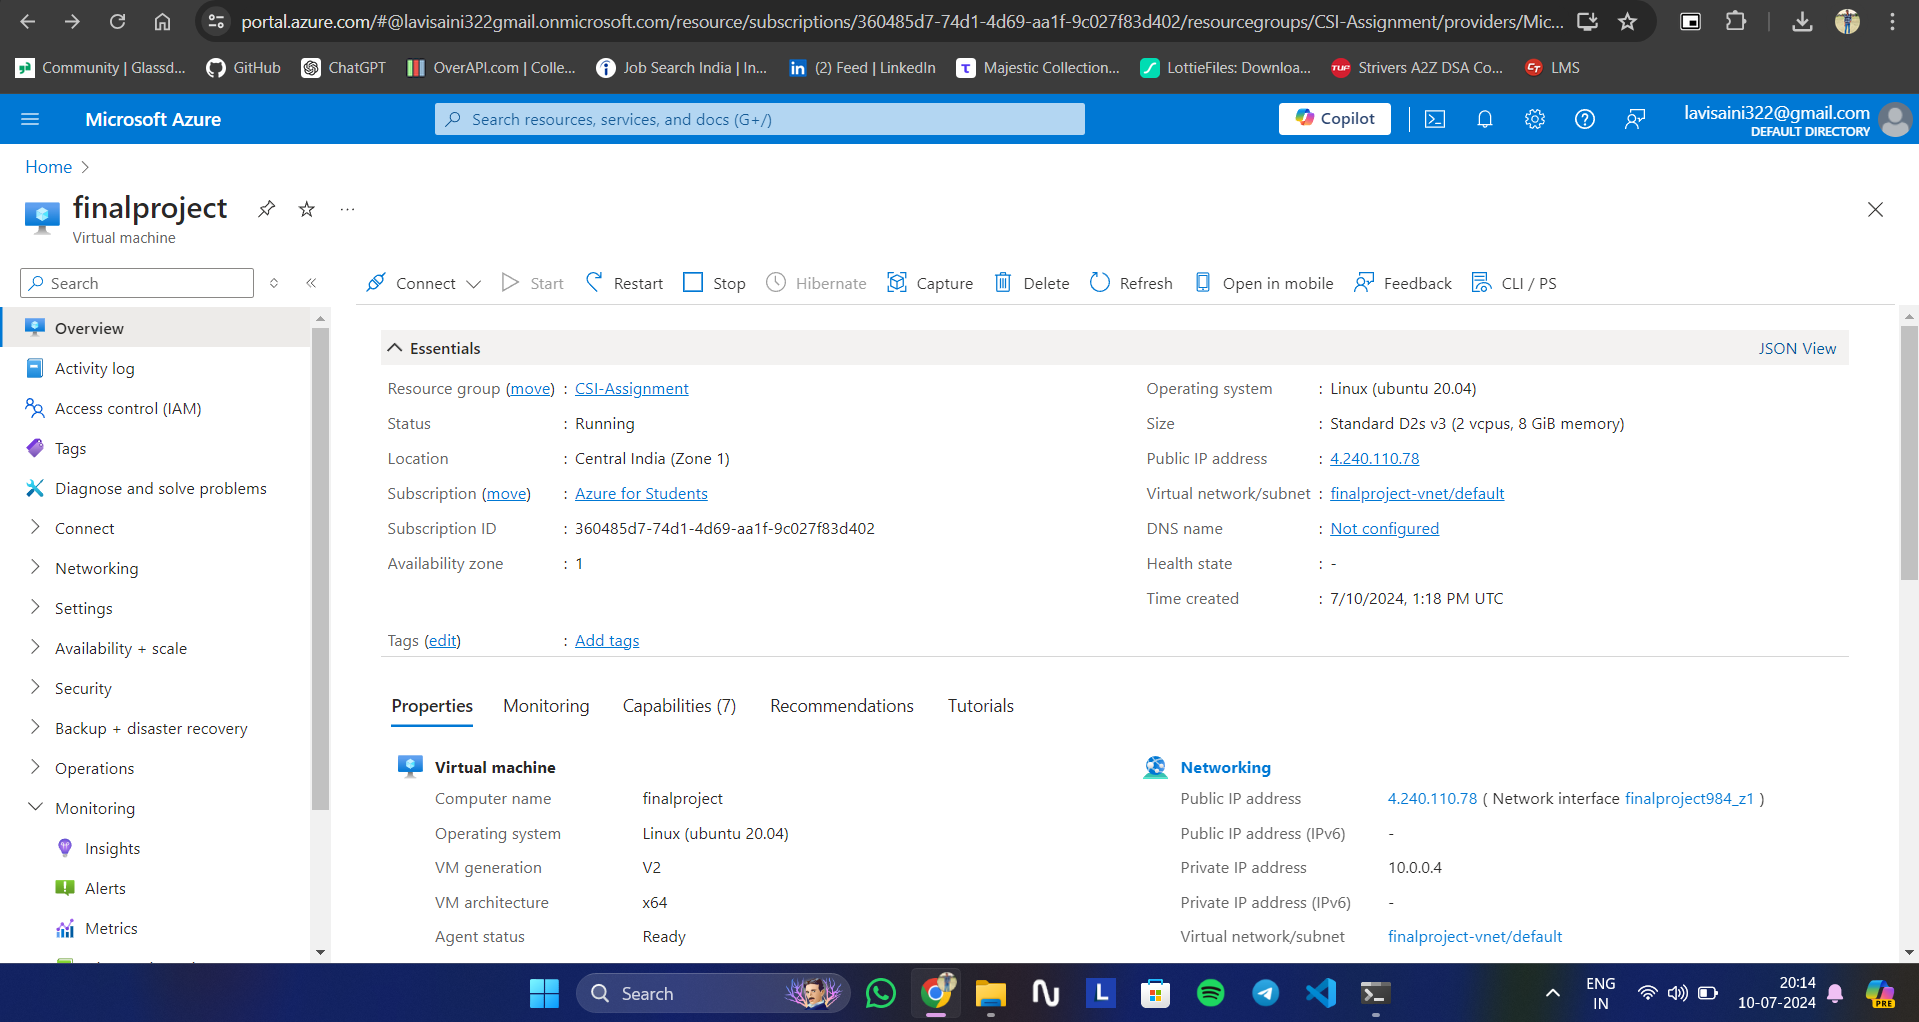 portal.azure.com/#@lavisaini322gmail.onmicrosoft.com/resource/subscriptions/360485d7-74d1-4d69-aa1f-9c027f83d402/resourcegroups/CSI-Assignment/providers/Mic...
Community | Glassd... GitHub ChatGPT OverAPI.com | Colle... Job Search India | In... (2) Feed | LinkedIn Majestic Collection... LottieFiles: Downloa... Strivers A2Z DSA Co... LMS
Microsoft Azure
Search resources, services, and docs (G+/)
Copilot
lavisaini322@gmail.com
DEFAULT DIRECTORY
Home
finalproject
Virtual machine
Search
Connect Start Restart Stop Hibernate Capture Delete Refresh Open in mobile Feedback CLI / PS
Overview
Activity log
Access control (IAM)
Tags
Diagnose and solve problems
Connect
Networking
Settings
Availability + scale
Security
Backup + disaster recovery
Operations
Monitoring
Insights
Alerts
Metrics
Essentials
JSON View
Resource group (move) : CSI-Assignment
Status : Running
Location : Central India (Zone 1)
Subscription (move) : Azure for Students
Subscription ID : 360485d7-74d1-4d69-aa1f-9c027f83d402
Availability zone : 1
Operating system : Linux (ubuntu 20.04)
Size : Standard D2s v3 (2 vcpus, 8 GiB memory)
Public IP address : 4.240.110.78
Virtual network/subnet : finalproject-vnet/default
DNS name : Not configured
Health state : -
Time created : 7/10/2024, 1:18 PM UTC
Tags (edit) : Add tags
Properties Monitoring Capabilities (7) Recommendations Tutorials
Virtual machine
Computer name finalproject
Operating system Linux (ubuntu 20.04)
VM generation V2
VM architecture x64
Agent status Ready
Networking
Public IP address 4.240.110.78 ( Network interface finalproject984_z1 )
Public IP address (IPv6) -
Private IP address 10.0.0.4
Private IP address (IPv6) -
Virtual network/subnet finalproject-vnet/default
Search
L
ENG
IN
20:14
10-07-2024
PRE